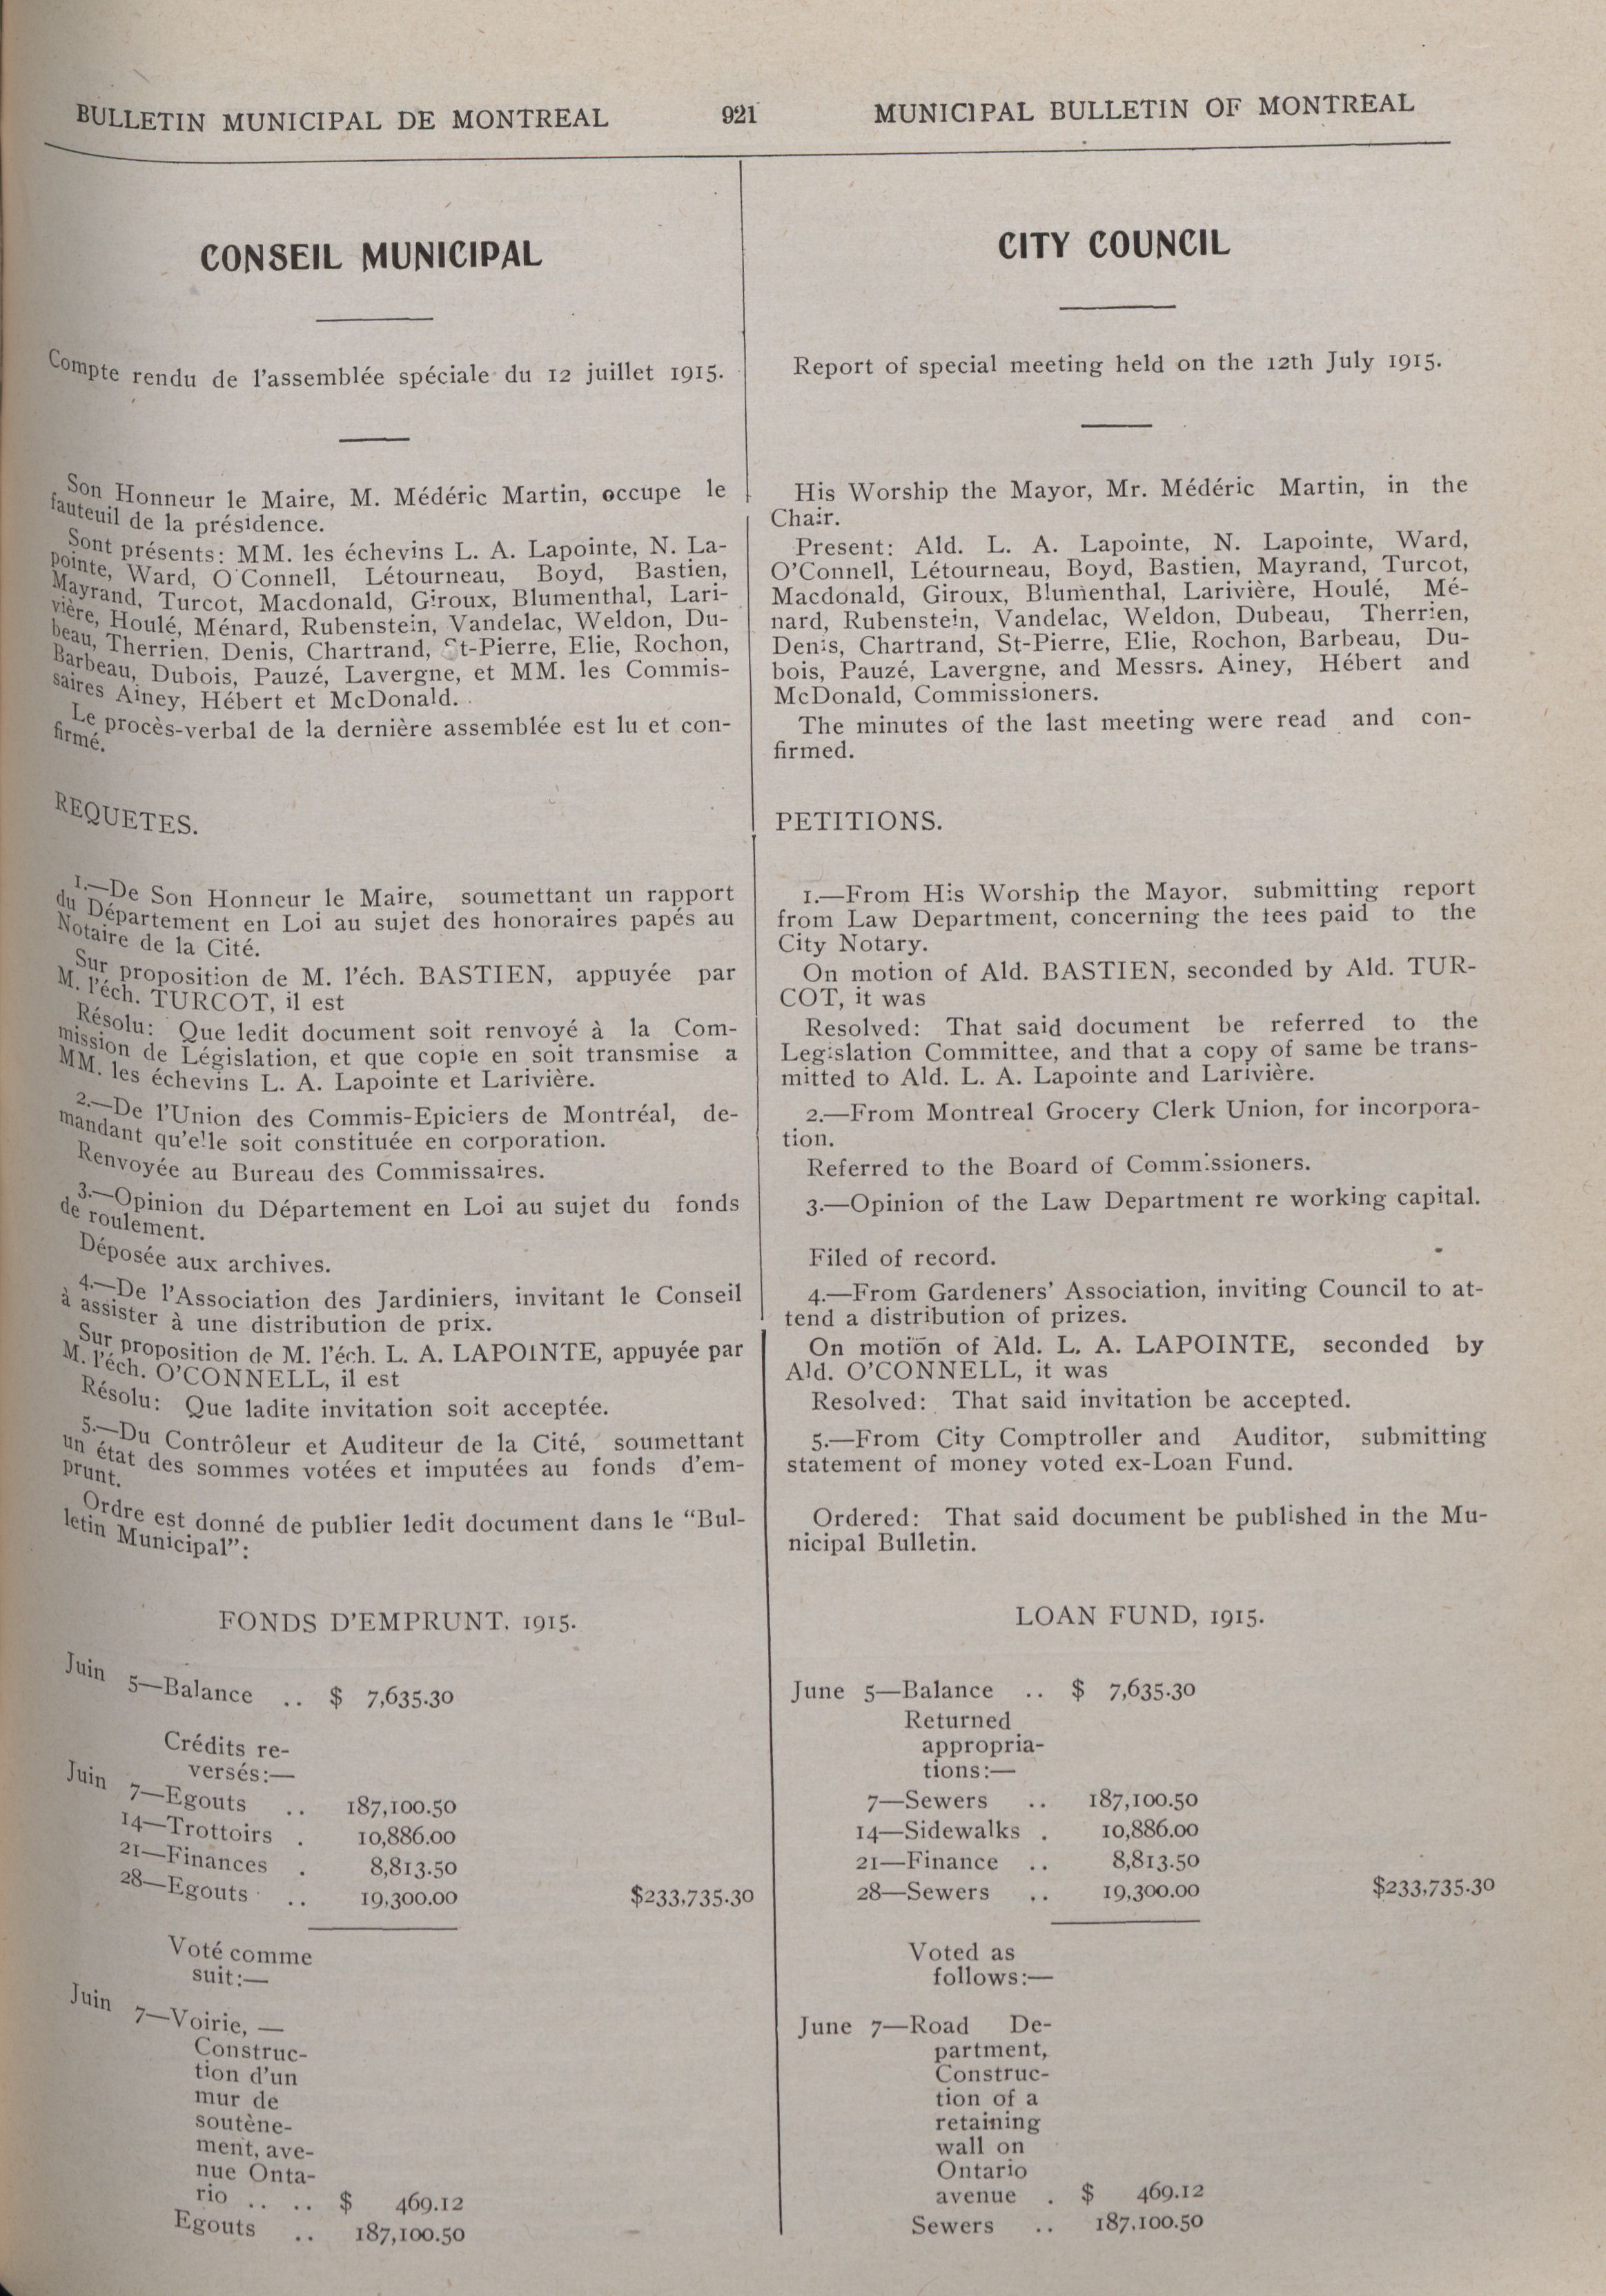 BULLETIN MUNICIPAL DE MONTREAL 921 MUNICIPAL BULLETIN OF MONTREAL
CONSEIL MUNICIPAL
Compte rendu de l'assemblée spéciale du 12 juillet 1915.
Son Honneur le Maire, M. Médéric Martin, occupe le
fauteuil de la présidence.
Sont présents: MM. les échevins L. A. Lapointe, N. La-
pointe, Ward, O'Connell, Létourneau, Boyd, Bastien,
Mayrand, Turcot, Macdonald, Giroux, Blumenthal, Lari-
vière, Houlé, Ménard, Rubenstein, Vandelac, Weldon, Du-
beau, Therrien, Denis, Chartrand, St-Pierre, Elie, Rochon,
Barbeau, Dubois, Pauzé, Lavergne, et MM. les Commis-
saires Ainey, Hébert et McDonald.
Le procès-verbal de la dernière assemblée est lu et con-
firmé.
REQUETES.
1.—De Son Honneur le Maire, soumettant un rapport
du Département en Loi au sujet des honoraires papés au
Notaire de la Cité.
Sur proposition de M. l'éch. BASTIEN, appuyée par
M. l'éch. TURCOT, il est
Résolu: Que ledit document soit renvoyé à la Com-
mission de Législation, et que copie en soit transmise a
MM. les échevins L. A. Lapointe et Larivière.
2.—De l'Union des Commis-Epiciers de Montréal, de-
mandant qu'elle soit constituée en corporation.
Renvoyée au Bureau des Commissaires.
3.—Opinion du Département en Loi au sujet du fonds
de roulement.
Déposée aux archives.
4.—De l'Association des Jardiniers, invitant le Conseil
à assister à une distribution de prix.
Sur proposition de M. l'éch. L. A. LAPOINTE, appuyée par
M. l'éch. O'CONNELL, il est
Résolu: Que ladite invitation soit acceptée.
5.—Du Contrôleur et Auditeur de la Cité, soumettant
un état des sommes votées et imputées au fonds d'em-
prunt.
Ordre est donné de publier ledit document dans le "Bul-
letin Municipal":
FONDS D'EMPRUNT, 1915.
Juin 5—Balance .. $ 7,635.30
Crédits re-
versés:—
Juin 7—Egouts .. 187,100.50
14—Trottoirs . 10,886.00
21—Finances . 8,813.50
28—Egouts .. 19,300.00 $233,735.30
Voté comme
suit:—
Juin 7—Voirie, —
Construc-
tion d'un
mur de
soutène-
ment, ave-
nue Onta-
rio .. .. $ 469.12
Egouts .. 187,100.50
CITY COUNCIL
Report of special meeting held on the 12th July 1915.
His Worship the Mayor, Mr. Médéric Martin, in the
Chair.
Present: Ald. L. A. Lapointe, N. Lapointe, Ward,
O'Connell, Létourneau, Boyd, Bastien, Mayrand, Turcot,
Macdonald, Giroux, Blumenthal, Larivière, Houlé, Mé-
nard, Rubenstein, Vandelac, Weldon, Dubeau, Therrien,
Denis, Chartrand, St-Pierre, Elie, Rochon, Barbeau, Du-
bois, Pauzé, Lavergne, and Messrs. Ainey, Hébert and
McDonald, Commissioners.
The minutes of the last meeting were read and con-
firmed.
PETITIONS.
1.—From His Worship the Mayor, submitting report
from Law Department, concerning the tees paid to the
City Notary.
On motion of Ald. BASTIEN, seconded by Ald. TUR-
COT, it was
Resolved: That said document be referred to the
Legislation Committee, and that a copy of same be trans-
mitted to Ald. L. A. Lapointe and Larivière.
2.—From Montreal Grocery Clerk Union, for incorpora-
tion.
Referred to the Board of Commissioners.
3.—Opinion of the Law Department re working capital.
Filed of record.
4.—From Gardeners' Association, inviting Council to at-
tend a distribution of prizes.
On motion of Ald. L. A. LAPOINTE, seconded by
Ald. O'CONNELL, it was
Resolved: That said invitation be accepted.
5.—From City Comptroller and Auditor, submitting
statement of money voted ex-Loan Fund.
Ordered: That said document be published in the Mu-
nicipal Bulletin.
LOAN FUND, 1915.
June 5—Balance .. $ 7,635.30
Returned
appropria-
tions:—
7—Sewers .. 187,100.50
14—Sidewalks . 10,886.00
21—Finance .. 8,813.50
28—Sewers .. 19,300.00 $233,735.30
Voted as
follows:—
June 7—Road De-
partment,
Construc-
tion of a
retaining
wall on
Ontario
avenue . $ 469.12
Sewers .. 187,100.50